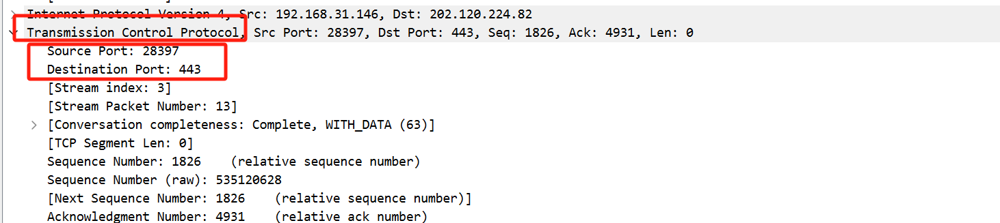 Internet Protocol Version 4, Src: 192.168.31.146, Dst: 202.120.224.82
Transmission Control Protocol, Src Port: 28397, Dst Port: 443, Seq: 1826, Ack: 4931, Len: 0
Source Port: 28397
Destination Port: 443
[Stream index: 3]
[Stream Packet Number: 13]
[Conversation completeness: Complete, WITH_DATA (63)]
[TCP Segment Len: 0]
Sequence Number: 1826    (relative sequence number)
Sequence Number (raw): 535120628
[Next Sequence Number: 1826    (relative sequence number)]
Acknowledgment Number: 4931    (relative ack number)